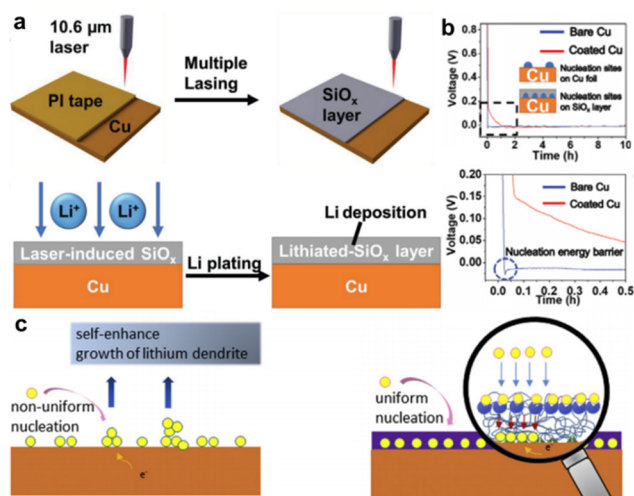 a
10.6 µm
laser
Multiple
Lasing
PI tape
Cu
SiOx
layer
Li+
Li+
Laser-induced SiOx
Cu
Li plating
Li deposition
Lithiated-SiOx layer
Cu
b
Voltage (V)
0.8
0.6
0.4
0.2
0.0
Bare Cu
Coated Cu
Cu
Nucleation sites
on Cu foil
Cu
Nucleation sites
on SiOx layer
0 2 4 6 8 10
Time (h)
Voltage (V)
0.20
0.15
0.10
0.05
0.00
Bare Cu
Coated Cu
Nucleation energy
barrier
0.0 0.1 0.2 0.3 0.4 0.5
Time (h)
c
self-enhance
growth of lithium dendrite
non-uniform
nucleation
e-
uniform
nucleation
e-